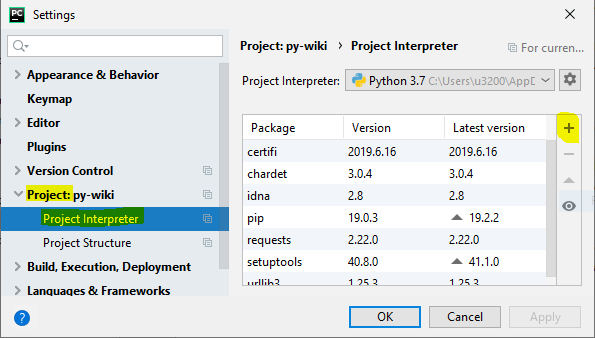 PC Settings
Project: py-wiki › Project Interpreter For curren...
Appearance & Behavior
Keymap
Editor
Plugins
Version Control
Project: py-wiki
Project Interpreter
Project Structure
Build, Execution, Deployment
Languages & Frameworks
Project Interpreter: Python 3.7 C:\Users\u3200\AppD
Package Version Latest version
certifi 2019.6.16 2019.6.16
chardet 3.0.4 3.0.4
idna 2.8 2.8
pip 19.0.3 19.2.2
requests 2.22.0 2.22.0
setuptools 40.8.0 41.1.0
urllib3 1.25.3 1.25.3
? OK Cancel Apply